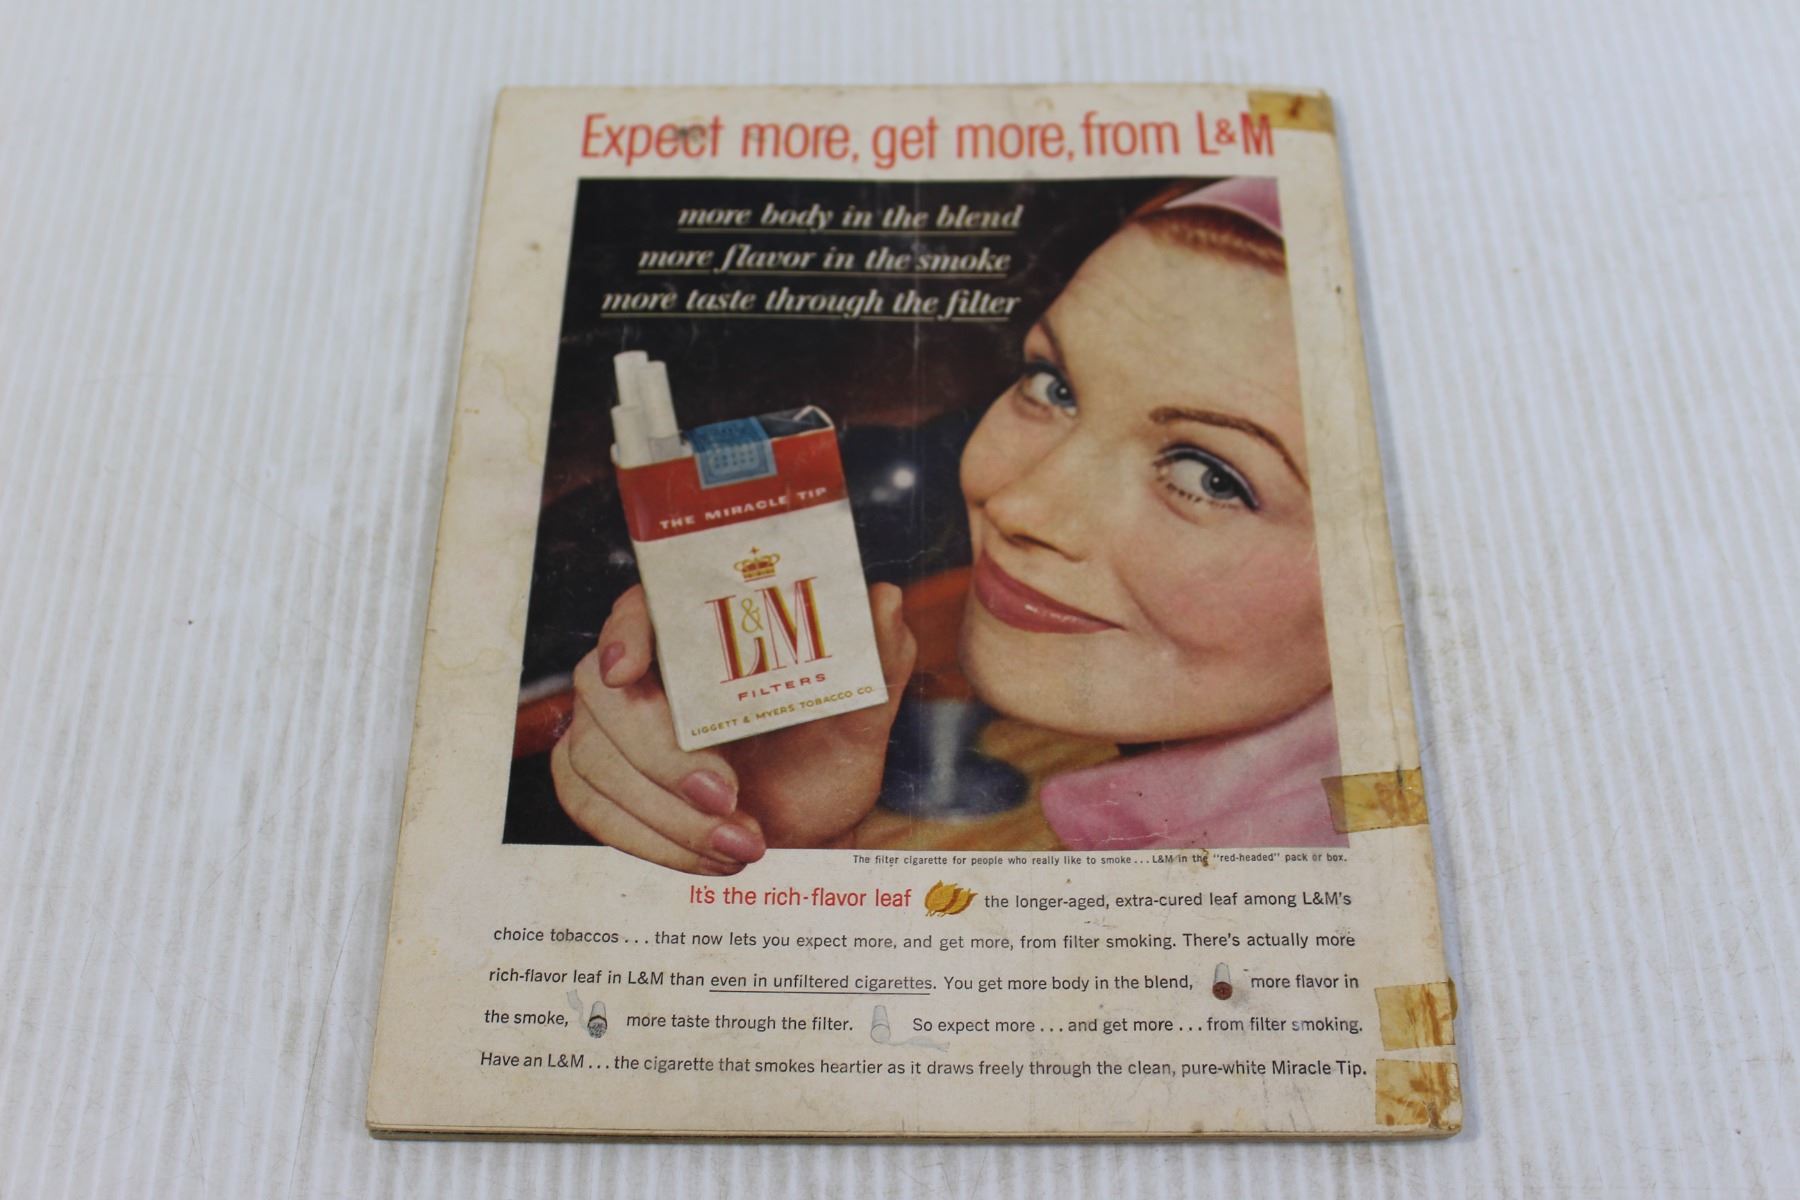 Expect more, get more, from L&M
more body in the blend
more flavor in the smoke
more taste through the filter
THE MIRACLE TIP
L&M
FILTERS
LIGGETT & MYERS TOBACCO CO.
The filter cigarette for people who really like to smoke... L&M in the "red-headed" pack or box.
It's the rich-flavor leaf the longer-aged, extra-cured leaf among L&M's
choice tobaccos... that now lets you expect more, and get more, from filter smoking. There's actually more
rich-flavor leaf in L&M than even in unfiltered cigarettes. You get more body in the blend, more flavor in
the smoke, more taste through the filter. So expect more... and get more... from filter smoking.
Have an L&M... the cigarette that smokes heartier as it draws freely through the clean, pure-white Miracle Tip.